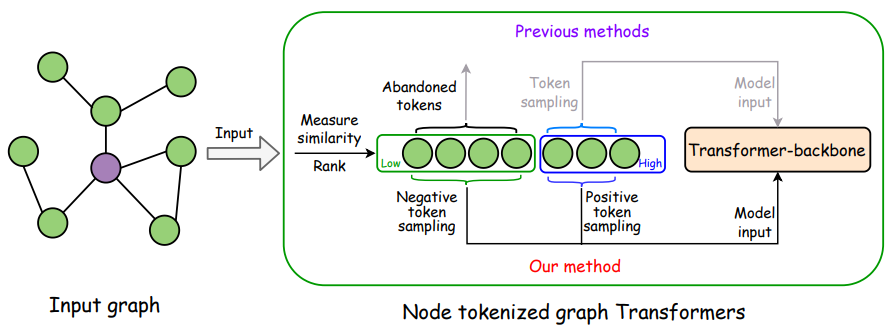 Previous methods
Abandoned
tokens
Token
sampling
Model
input
Input
Measure
similarity
Rank
Low
High
Transformer-backbone
Negative
token
sampling
Positive
token
sampling
Model
input
Our method
Input graph
Node tokenized graph Transformers